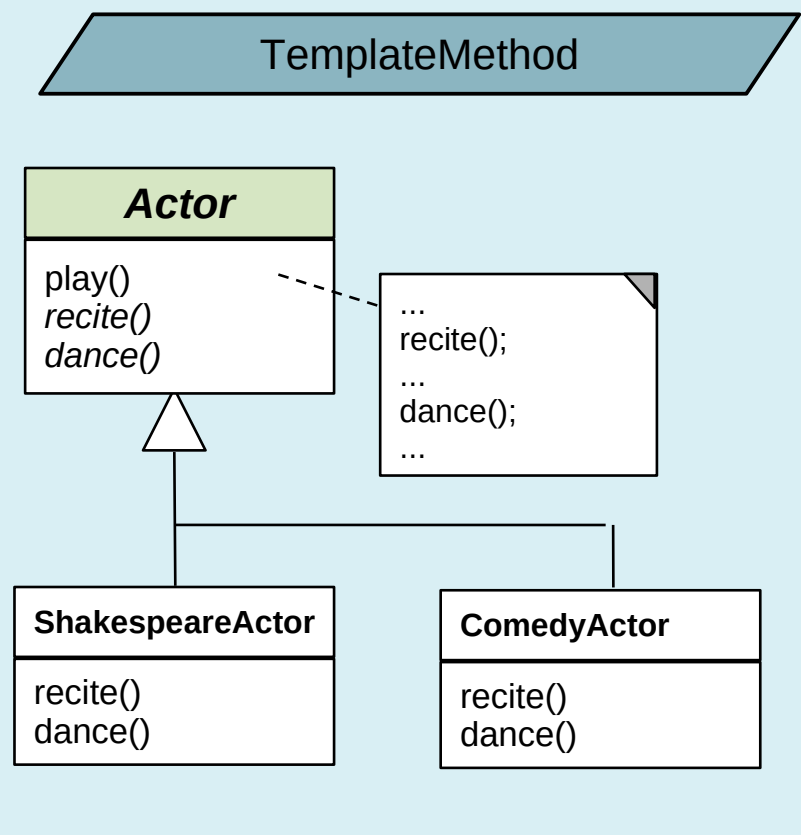 TemplateMethod
Actor
play()
recite()
dance()
...
recite();
...
dance();
...
ShakespeareActor
recite()
dance()
ComedyActor
recite()
dance()